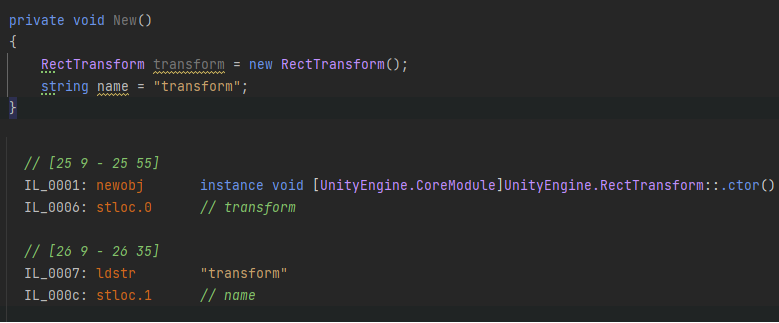 private void New()
{
RectTransform transform = new RectTransform();
string name = "transform";
}
// [25 9 - 25 55]
IL_0001: newobj instance void [UnityEngine.CoreModule]UnityEngine.RectTransform::.ctor()
IL_0006: stloc.0 // transform
// [26 9 - 26 35]
IL_0007: ldstr "transform"
IL_000c: stloc.1 // name